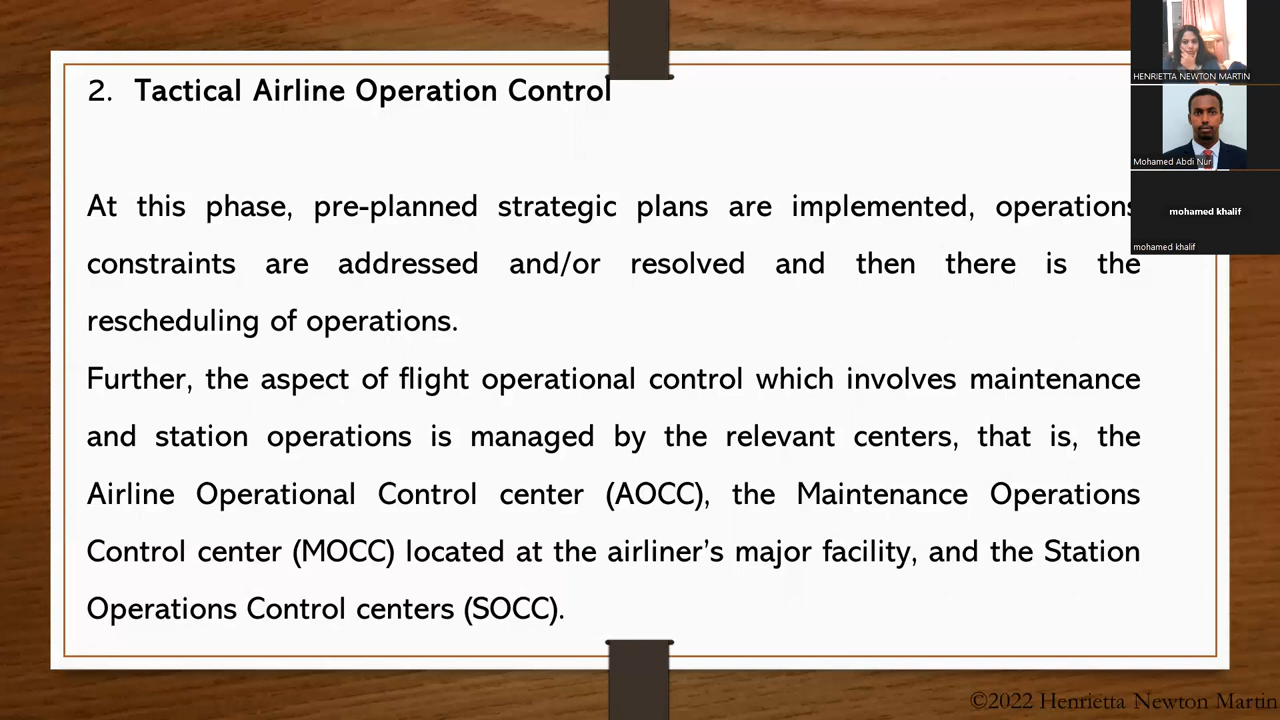 2. Tactical Airline Operation Control
At this phase, pre-planned strategic plans are implemented, operations
constraints are addressed and/or resolved and then there is the
rescheduling of operations.
Further, the aspect of flight operational control which involves maintenance
and station operations is managed by the relevant centers, that is, the
Airline Operational Control center (AOCC), the Maintenance Operations
Control center (MOCC) located at the airliner’s major facility, and the Station
Operations Control centers (SOCC).
HENRIETTA NEWTON MARTIN
Mohamed Abdi Nur
mohamed khalif
mohamed khalif
©2022 Henrietta Newton Martin